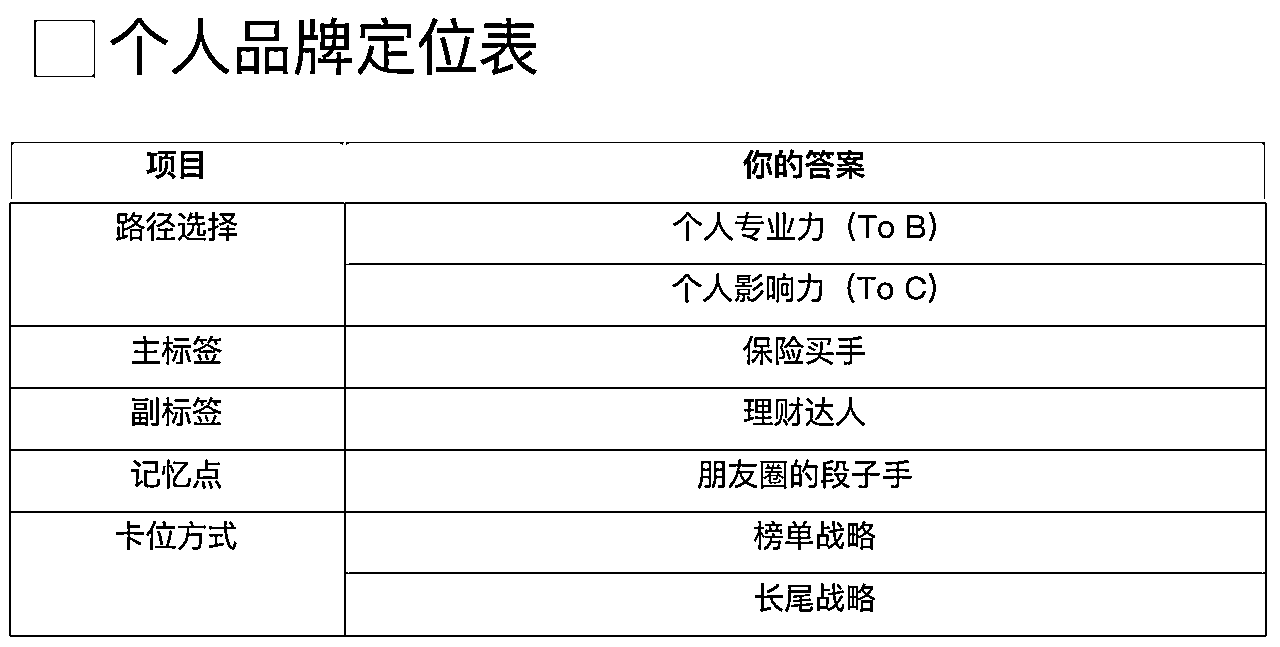 个人品牌定位表
项目 你的答案
路径选择 个人专业力（To B）
个人影响力（To C）
主标签 保险买手
副标签 理财达人
记忆点 朋友圈的段子手
卡位方式 榜单战略
长尾战略